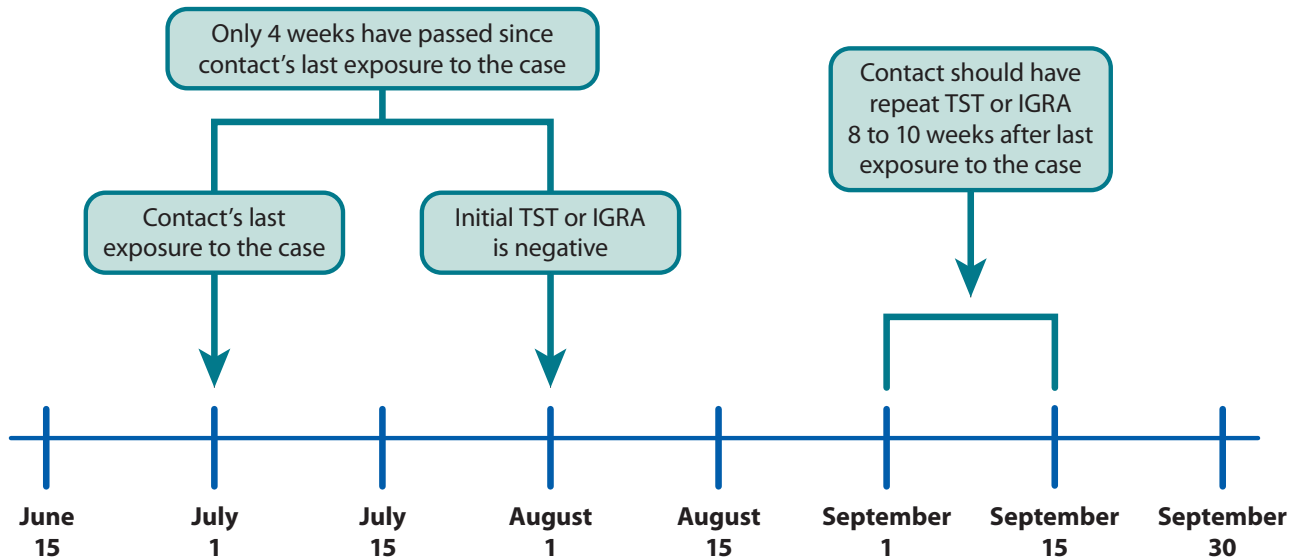 Only 4 weeks have passed since
contact's last exposure to the case
Contact should have
repeat TST or IGRA
8 to 10 weeks after last
exposure to the case
Contact's last
exposure to the case
Initial TST or IGRA
is negative
June
15
July
1
July
15
August
1
August
15
September
1
September
15
September
30